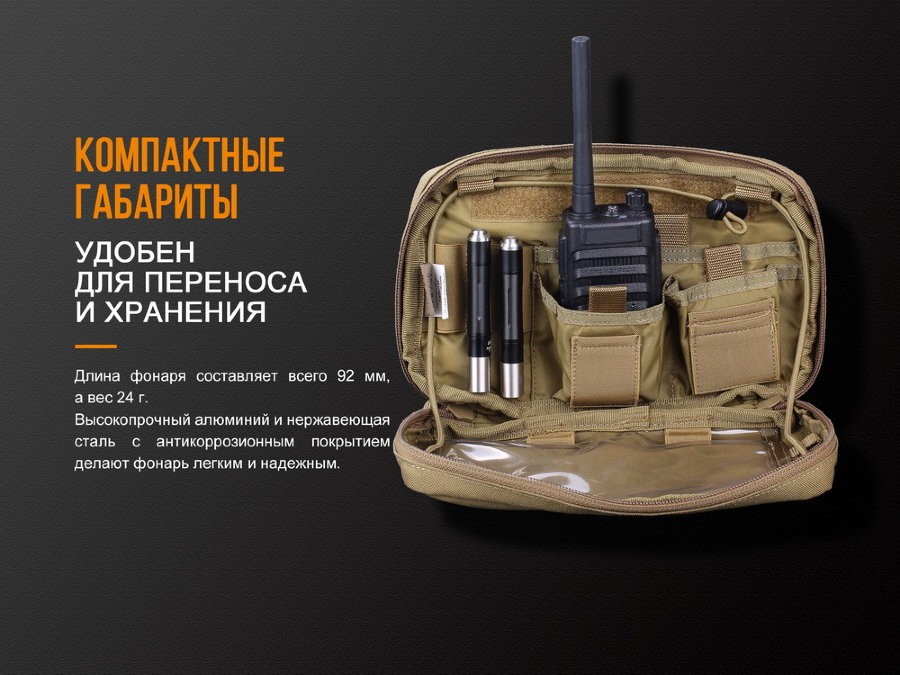 КОМПАКТНЫЕ
ГАБАРИТЫ
УДОБЕН
ДЛЯ ПЕРЕНОСА
И ХРАНЕНИЯ
Длина фонаря составляет всего 92 мм,
а вес 24 г.
Высокопрочный алюминий и нержавеющая
сталь с антикоррозионным покрытием
делают фонарь легким и надежным.